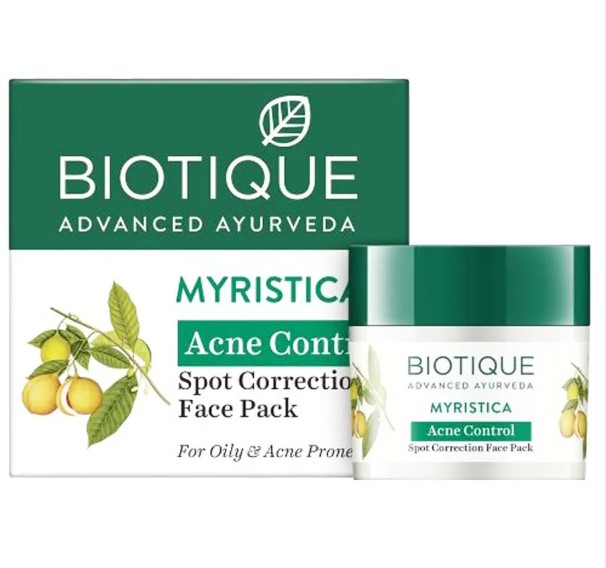 BIOTIQUE
ADVANCED AYURVEDA
MYRISTICA
Acne Cont
Spot Correctio
Face Pack
For Oily & Acne Prone
BIOTIQUE
ADVANCED AYURVEDA
MYRISTICA
Acne Control
Spot Correction Face Pack